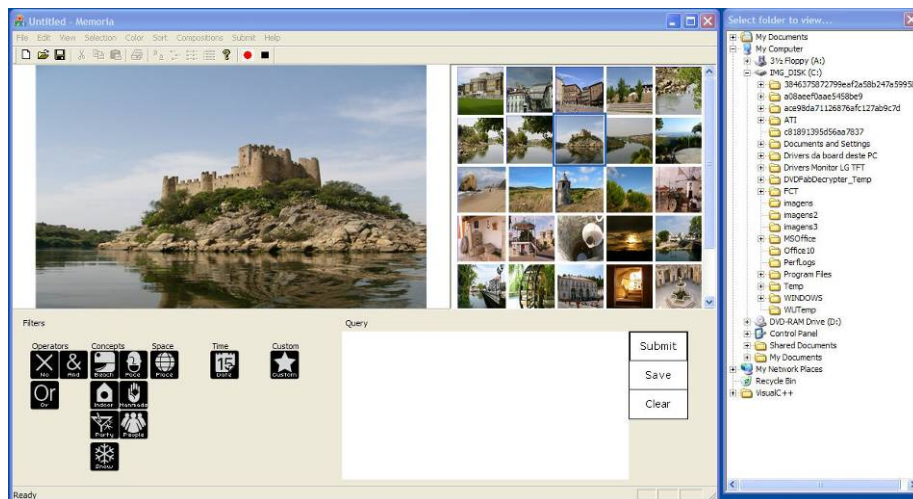 Untitled - Memoria
File Edit View Selection Color Sort Compositions Submit Help
Filters
Operators Concepts Space Time Custom
No And Beach Face Place Date Custom
15
Or
Or Indoor Manmade
Party People
Snow
Query
Submit
Save
Clear
Ready
Select folder to view...
My Documents
My Computer
3½ Floppy (A:)
IMG_DISK (C:)
a08aeef0aae5458be9
ace98da71126876afc127ab9c7d
ATI
c81891395d56aa7837
Documents and Settings
Drivers da board deste PC
Drivers Monitor LG TFT
DVDFabDecrypter_Temp
FCT
imagens
imagens2
imagens3
MSOffice
Office10
PerfLogs
Program Files
Temp
WINDOWS
WUTemp
DVD-RAM Drive (D:)
Control Panel
Shared Documents
My Documents
My Network Places
Recycle Bin
VisualC++